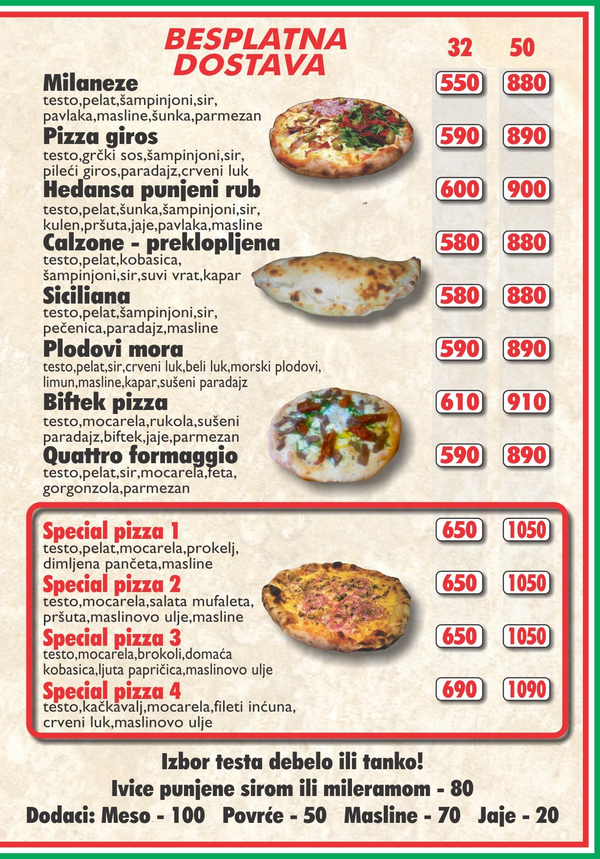 BESPLATNA
DOSTAVA
32 50
Milaneze 550 880
testo,pelat,šampinjoni,sir,
pavlaka,masline,šunka,parmezan
Pizza giros 590 890
testo,grčki sos,šampinjoni,sir,
pileći giros,paradajz,crveni luk
Hedansa punjeni rub 600 900
testo,pelat,šunka,šampinjoni,sir,
kulen,pršuta,jaje,pavlaka,masline
Calzone - preklopljena 580 880
testo,pelat,kobasica,
šampinjoni,sir,suvi vrat,kapar
Siciliana 580 880
testo,pelat,šampinjoni,sir,
pečenica,paradajz,masline
Plodovi mora 590 890
testo,pelat,sir,crveni luk,beli luk,morski plodovi,
limun,masline,kapar,sušeni paradajz
Biftek pizza 610 910
testo,mocarela,rukola,sušeni
paradajz,biftek,jaje,parmezan
Quattro formaggio 590 890
testo,pelat,sir,mocarela,feta,
gorgonzola,parmezan
Special pizza 1 650 1050
testo,pelat,mocarela,prokelj,
dimljena pančeta,masline
Special pizza 2 650 1050
testo,mocarela,salata mufaleta,
pršuta,maslinovo ulje,masline
Special pizza 3 650 1050
testo,mocarela,brokoli,domaća
kobasica,ljuta papričica,maslinovo ulje
Special pizza 4 690 1090
testo,kačkavalj,mocarela,fileti inćuna,
crveni luk,maslinovo ulje
Izbor testa debelo ili tanko!
Ivice punjene sirom ili mileramom - 80
Dodaci: Meso - 100 Povrće - 50 Masline - 70 Jaje - 20